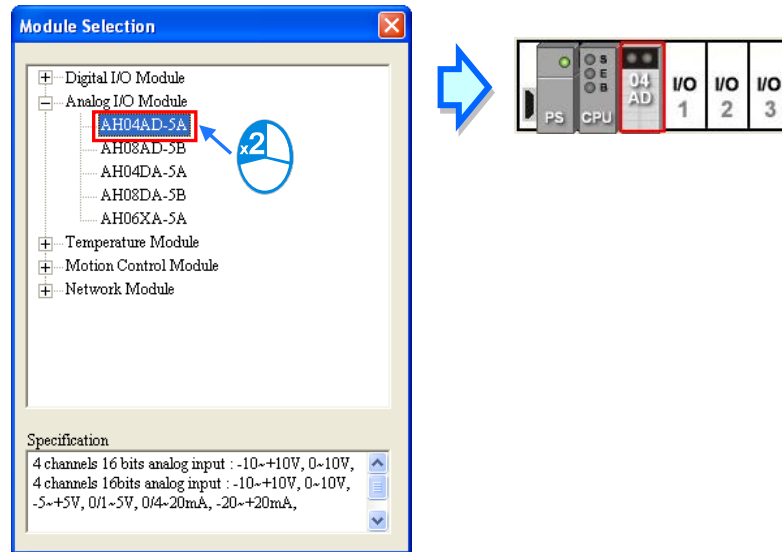 Module Selection
Digital I/O Module
Analog I/O Module
AH04AD-5A
AH08AD-5B
AH04DA-5A
AH08DA-5B
AH06XA-5A
Temperature Module
Motion Control Module
Network Module
x2
Specification
4 channels 16 bits analog input : -10~+10V, 0~10V,
4 channels 16bits analog input : -10~+10V, 0~10V,
-5~+5V, 0/1~5V, 0/4~20mA, -20~+20mA,
PS
CPU
S
E
B
04
AD
I/O
1
I/O
2
I/O
3